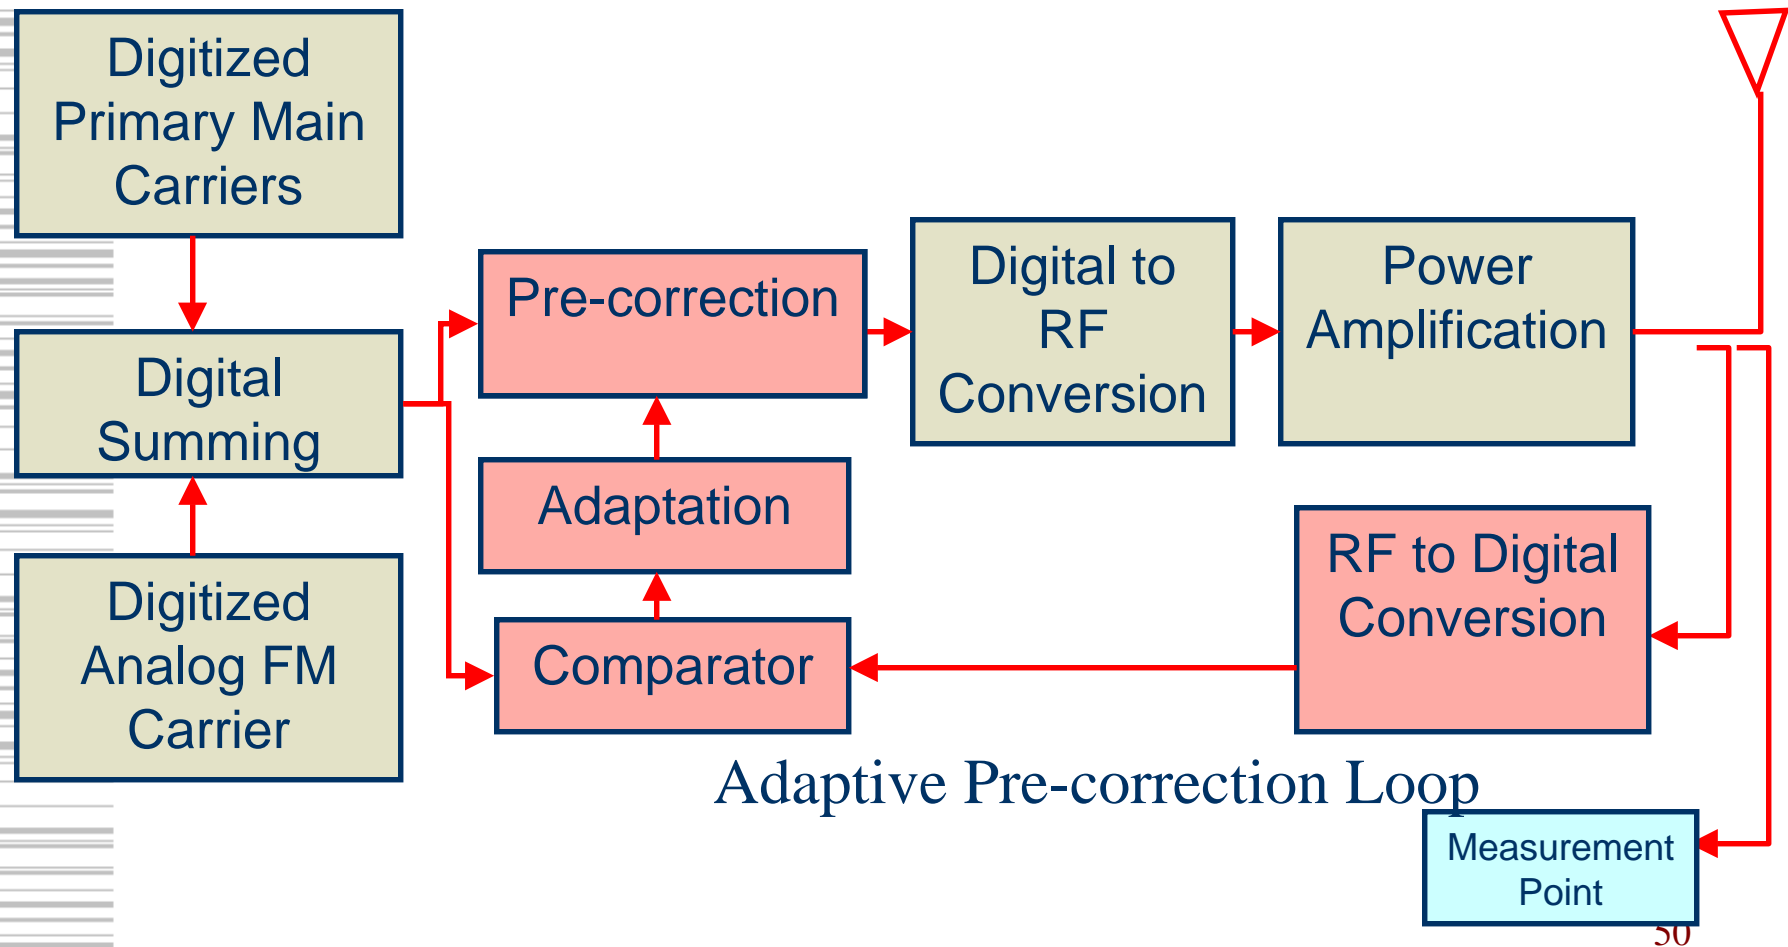 Digitized
Primary Main
Carriers
Digital
Summing
Digitized
Analog FM
Carrier
Pre-correction
Adaptation
Comparator
Digital to
RF
Conversion
Power
Amplification
RF to Digital
Conversion
Adaptive Pre-correction Loop
Measurement
Point
50